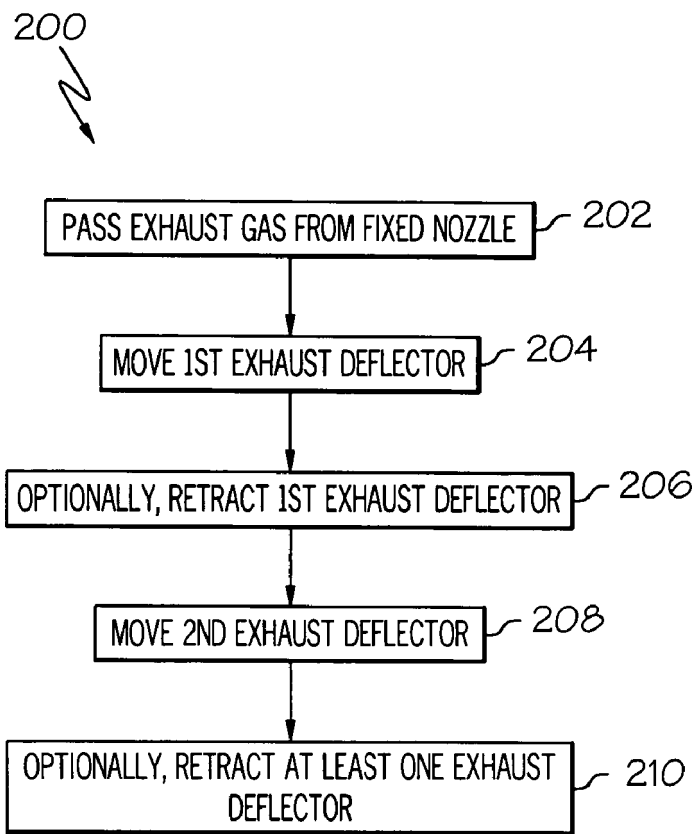 200
PASS EXHAUST GAS FROM FIXED NOZZLE
202
MOVE 1ST EXHAUST DEFLECTOR
204
OPTIONALLY, RETRACT 1ST EXHAUST DEFLECTOR
206
MOVE 2ND EXHAUST DEFLECTOR
208
OPTIONALLY, RETRACT AT LEAST ONE EXHAUST
DEFLECTOR
210